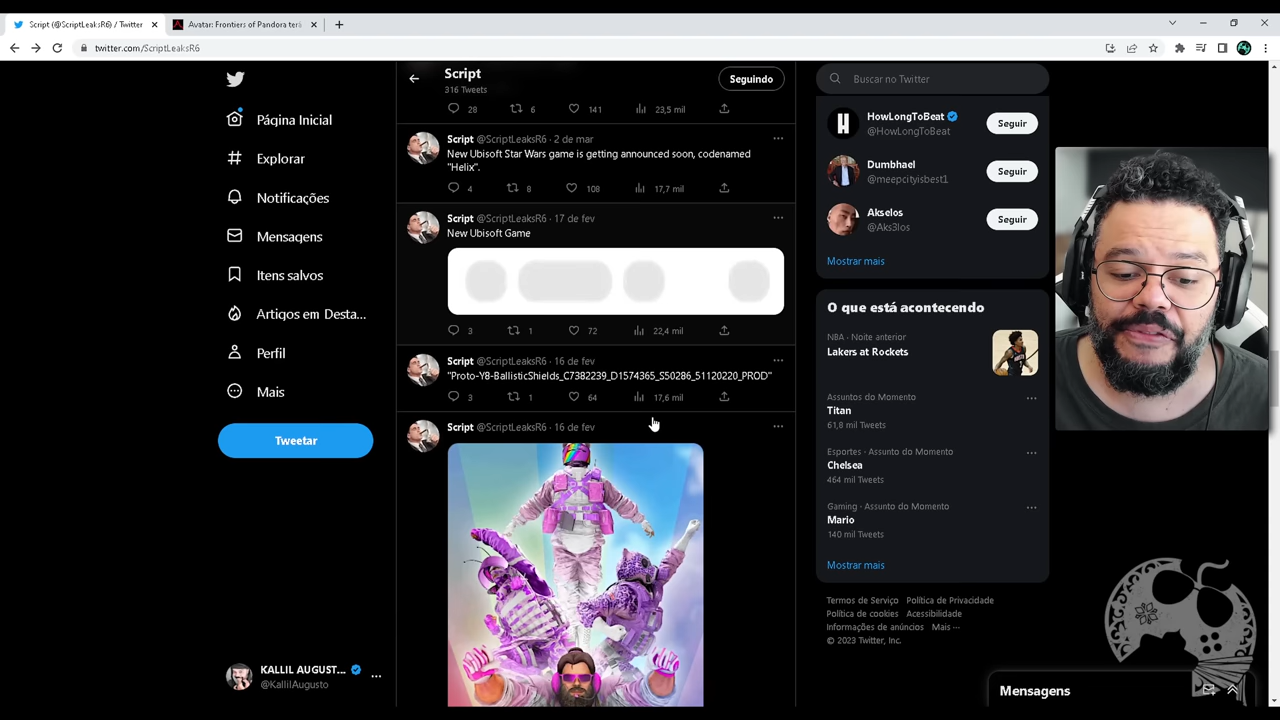 Script (@ScriptLeaksR6) / Twitter
Avatar: Frontiers of Pandora ter
twitter.com/ScriptLeaksR6
Página Inicial
Explorar
Notificações
Mensagens
Itens salvos
Artigos em Desta...
Perfil
Mais
Tweetar
KALLIL AUGUST...
@KallilAugusto
Script
316 Tweets
Seguindo
28 6 141 23,5 mil
Script @ScriptLeaksR6 · 2 de mar
New Ubisoft Star Wars game is getting announced soon, codenamed
"Helix".
4 8 108 17,7 mil
Script @ScriptLeaksR6 · 17 de fev
New Ubisoft Game
3 1 72 22,4 mil
Script @ScriptLeaksR6 · 16 de fev
"Proto-Y8-BallisticShields_C7382239_D1574365_S50286_51120220_PROD"
3 1 64 17,6 mil
Script @ScriptLeaksR6 · 16 de fev
Buscar no Twitter
HowLongToBeat
@HowLongToBeat
Seguir
Dumbhael
@meepcityisbest1
Seguir
Akselos
@Aks3los
Seguir
Mostrar mais
O que está acontecendo
NBA · Noite anterior
Lakers at Rockets
Assuntos do Momento
Titan
61,8 mil Tweets
Esportes · Assunto do Momento
Chelsea
464 mil Tweets
Gaming · Assunto do Momento
Mario
140 mil Tweets
Mostrar mais
Termos de Serviço Política de Privacidade
Política de cookies Acessibilidade
Informações de anúncios Mais ···
© 2023 Twitter, Inc.
Mensagens